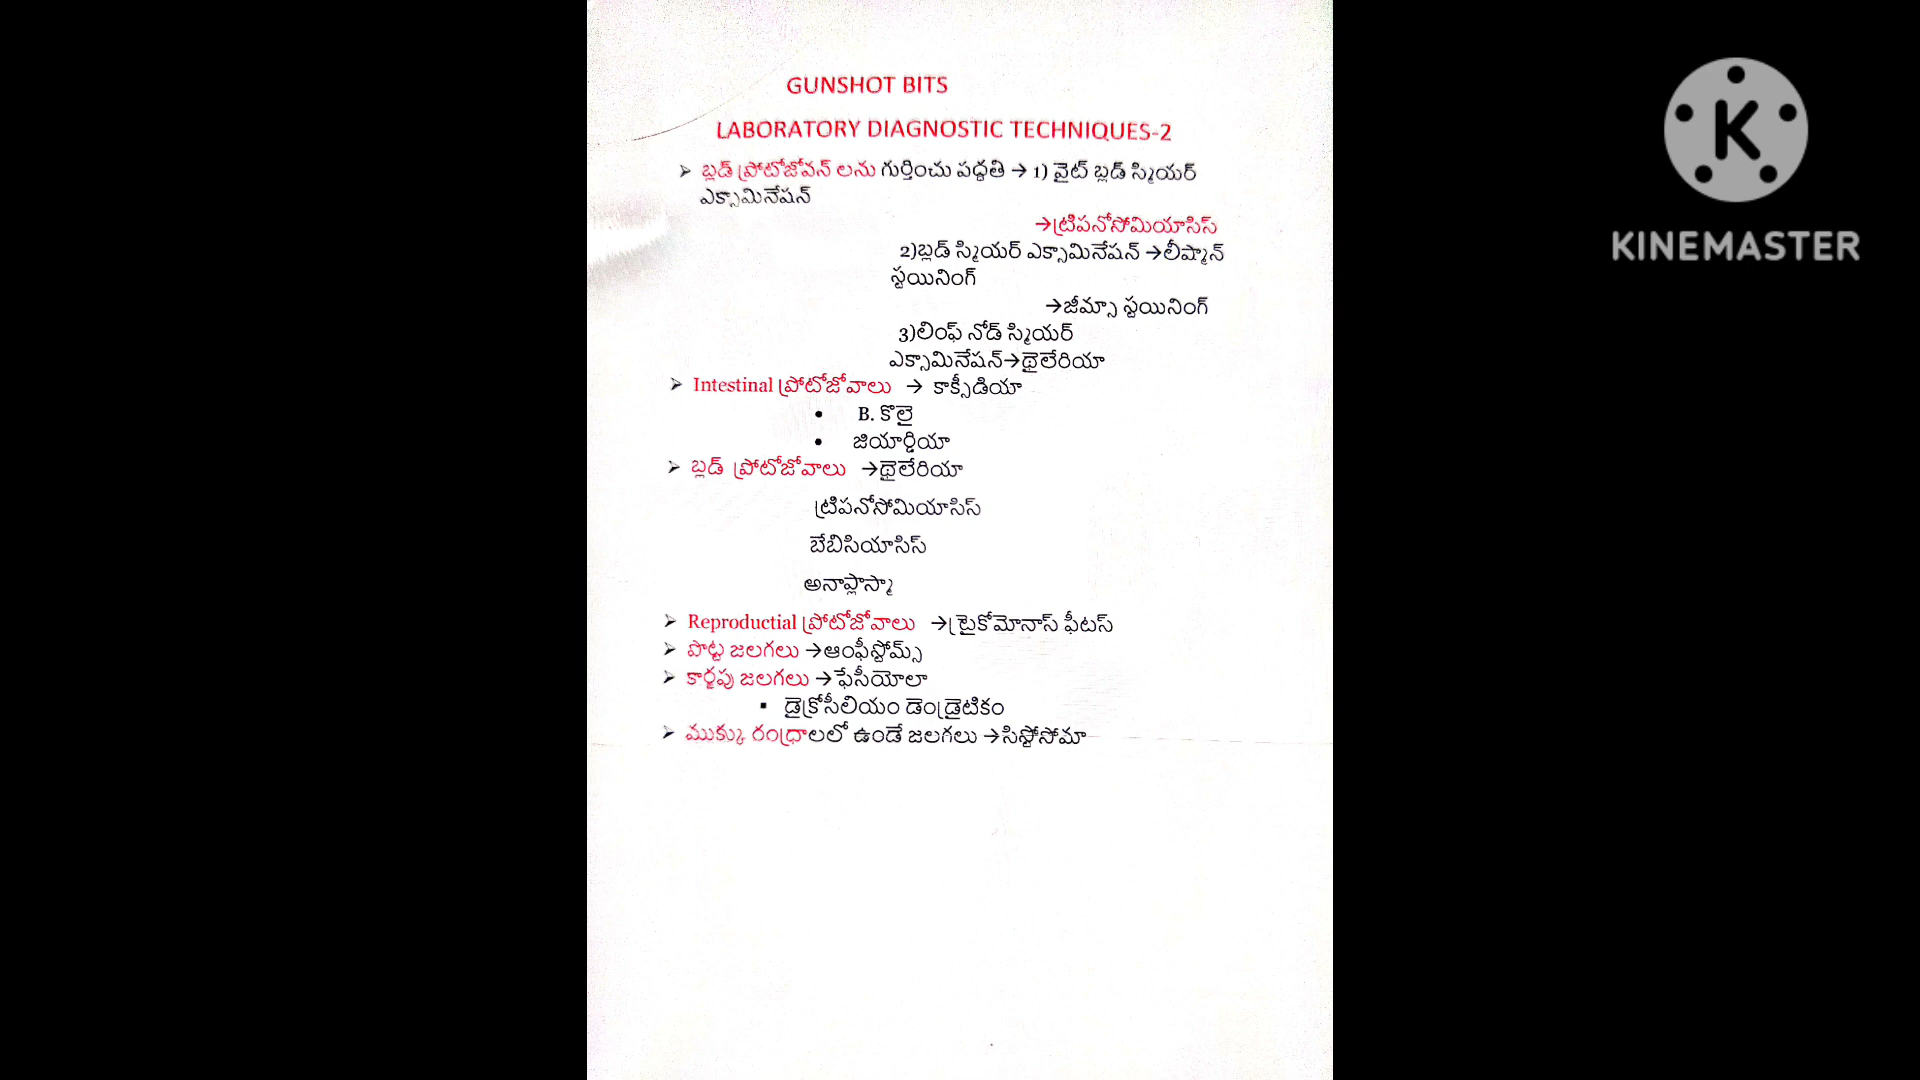 GUNSHOT BITS
LABORATORY DIAGNOSTIC TECHNIQUES-2
➢ బ్లడ్ ప్రోటోజోవన్ లను గుర్తించు పద్ధతి → 1) వైట్ బ్లడ్ స్మియర్
ఎక్సామినేషన్
→ట్రిపనోసోమియాసిస్
2)బ్లడ్ స్మియర్ ఎక్సామినేషన్ →లీష్మాన్
స్టయినింగ్
→జీమ్సా స్టయినింగ్
3)లింఫ్ నోడ్ స్మియర్
ఎక్సామినేషన్→థైలేరియా
➢ Intestinal ప్రోటోజోవాలు → కాక్సీడియా
• B. కొలై
• జియార్డియా
➢ బ్లడ్ ప్రోటోజోవాలు →థైలేరియా
ట్రిపనోసోమియాసిస్
బేబిసియాసిస్
అనాప్లాస్మా
➢ Reproductial ప్రోటోజోవాలు →ట్రైకోమోనాస్ ఫీటస్
➢ పొట్ట జలగలు →ఆంఫీస్టోమ్స్
➢ కార్జపు జలగలు →ఫేసీయోలా
▪ డైక్రోసీలియం డెండ్రైటికం
➢ ముక్కు రంధ్రాలలో ఉండే జలగలు →సిస్టోసోమా
K
KINEMASTER